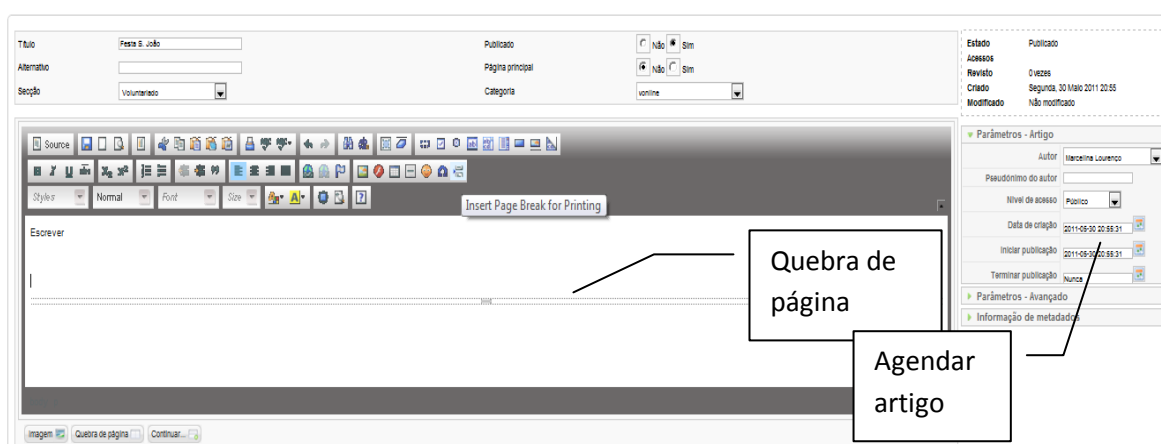 Título Festa S. João Publicado Não Sim
Alternativo Página principal Não Sim
Secção Voluntariado Categoria vonline
Estado Publicado
Acessos
Revisto 0 vezes
Criado Segunda, 30 Maio 2011 20:55
Modificado Não modificado
Source
Styles Normal Font Size
Insert Page Break for Printing
Escrever
Parâmetros - Artigo
Autor Marcelina Lourenço
Pseudónimo do autor
Nível de acesso Público
Data de criação 2011-05-30 20:55:31
Iniciar publicação 2011-05-30 20:55:31
Terminar publicação Nunca
Parâmetros - Avançado
Informação de metadados
Quebra de
página
Agendar
artigo
Imagem Quebra de página Continuar...